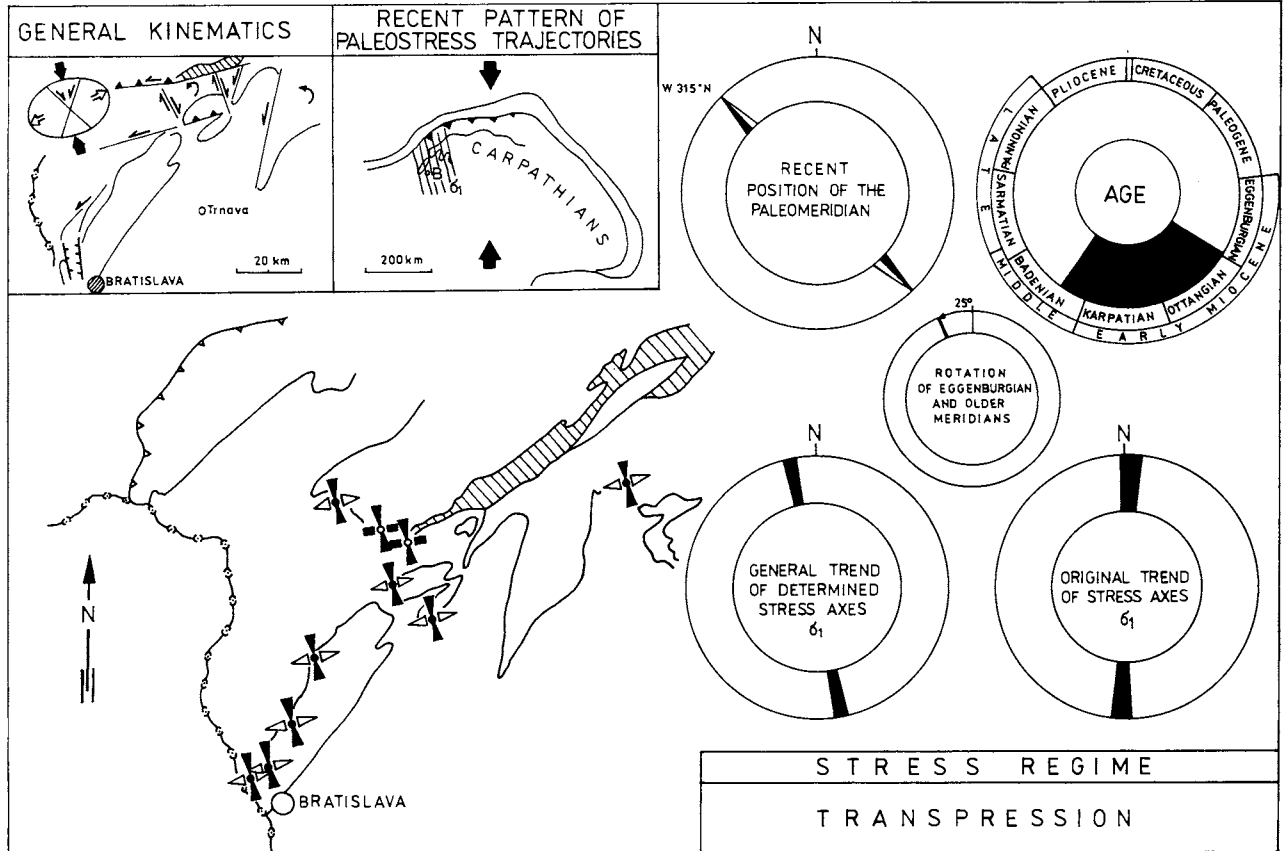 GENERAL KINEMATICS
RECENT PATTERN OF
PALEOSTRESS TRAJECTORIES
Trnava
20 km
BRATISLAVA
CARPATHIANS
B
σ1
200km
N
W 315°N
RECENT
POSITION OF THE
PALEOMERIDIAN
AGE
PLIOCENE
CRETACEOUS
PALEOGENE
EGGENBURGIAN
OTTANGIAN
KARPATIAN
BADENIAN
SARMATIAN
PANNONIAN
LATE
MIDDLE
EARLY MIOCENE
25°
ROTATION
OF EGGENBURGIAN
AND OLDER
MERIDIANS
N
GENERAL TREND
OF DETERMINED
STRESS AXES
σ1
N
ORIGINAL TREND
OF STRESS AXES
σ1
N
BRATISLAVA
STRESS REGIME
TRANSPRESSION